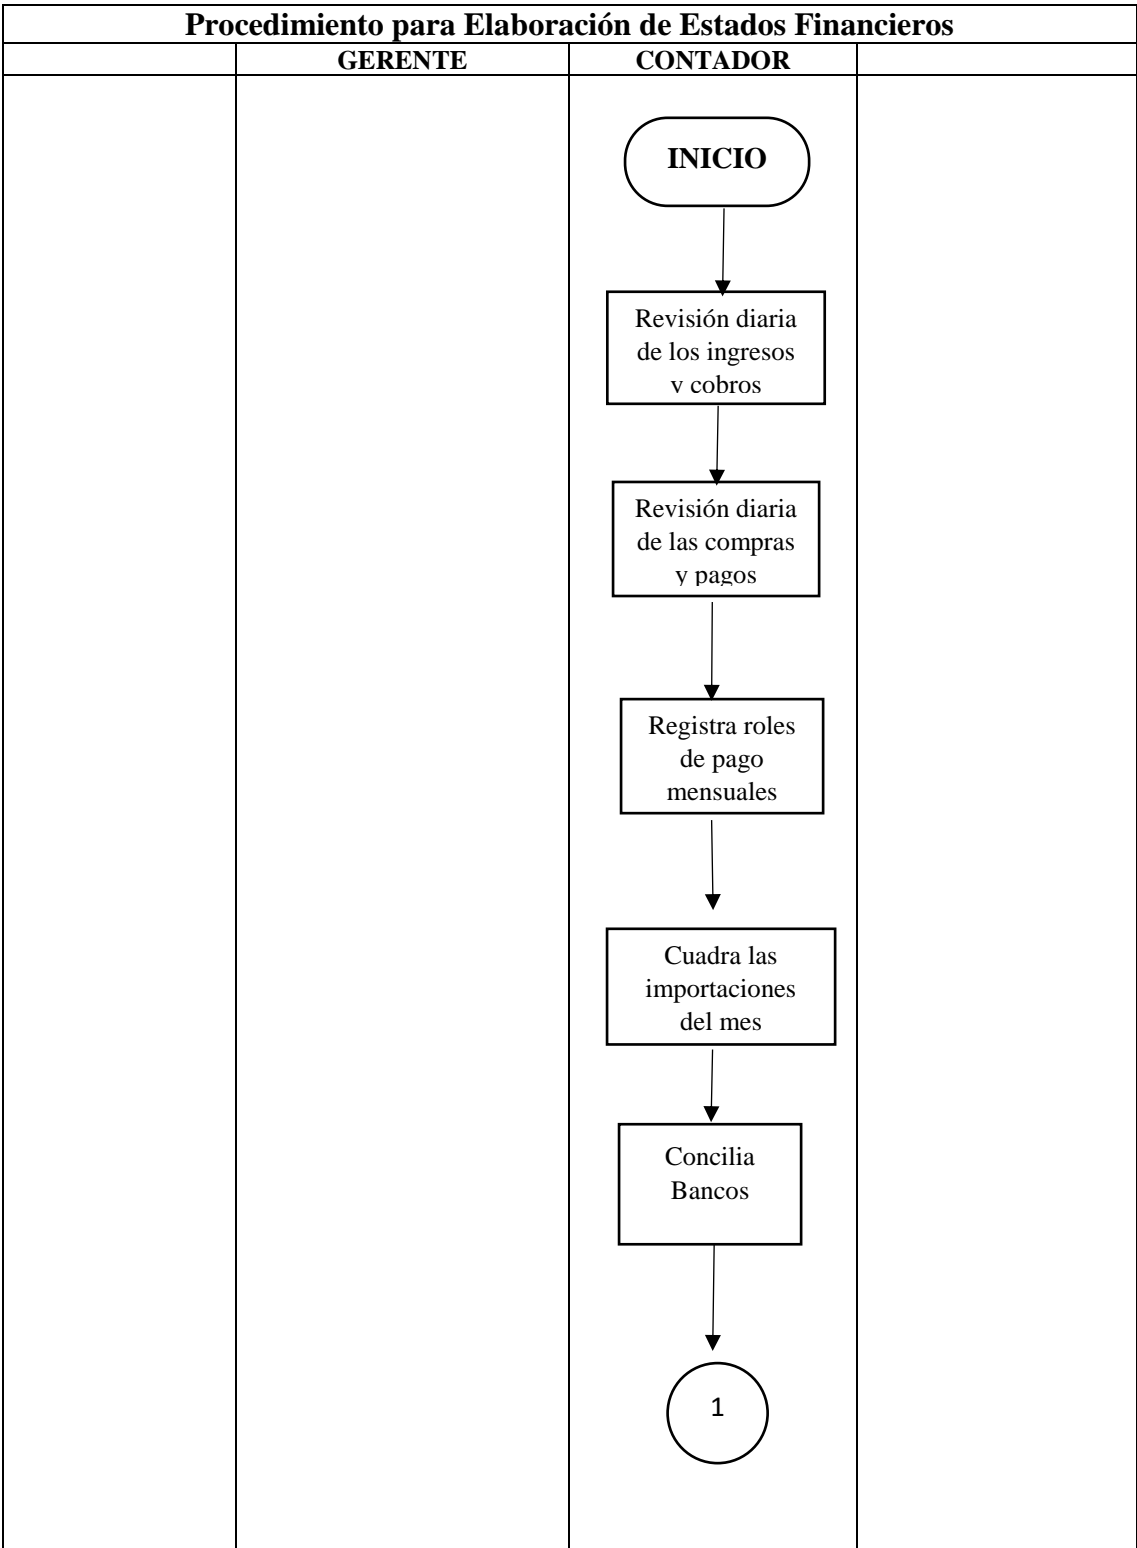 Procedimiento para Elaboración de Estados Financieros
GERENTE
CONTADOR
INICIO
Revisión diaria
de los ingresos
y cobros
Revisión diaria
de las compras
y pagos
Registra roles
de pago
mensuales
Cuadra las
importaciones
del mes
Concilia
Bancos
1